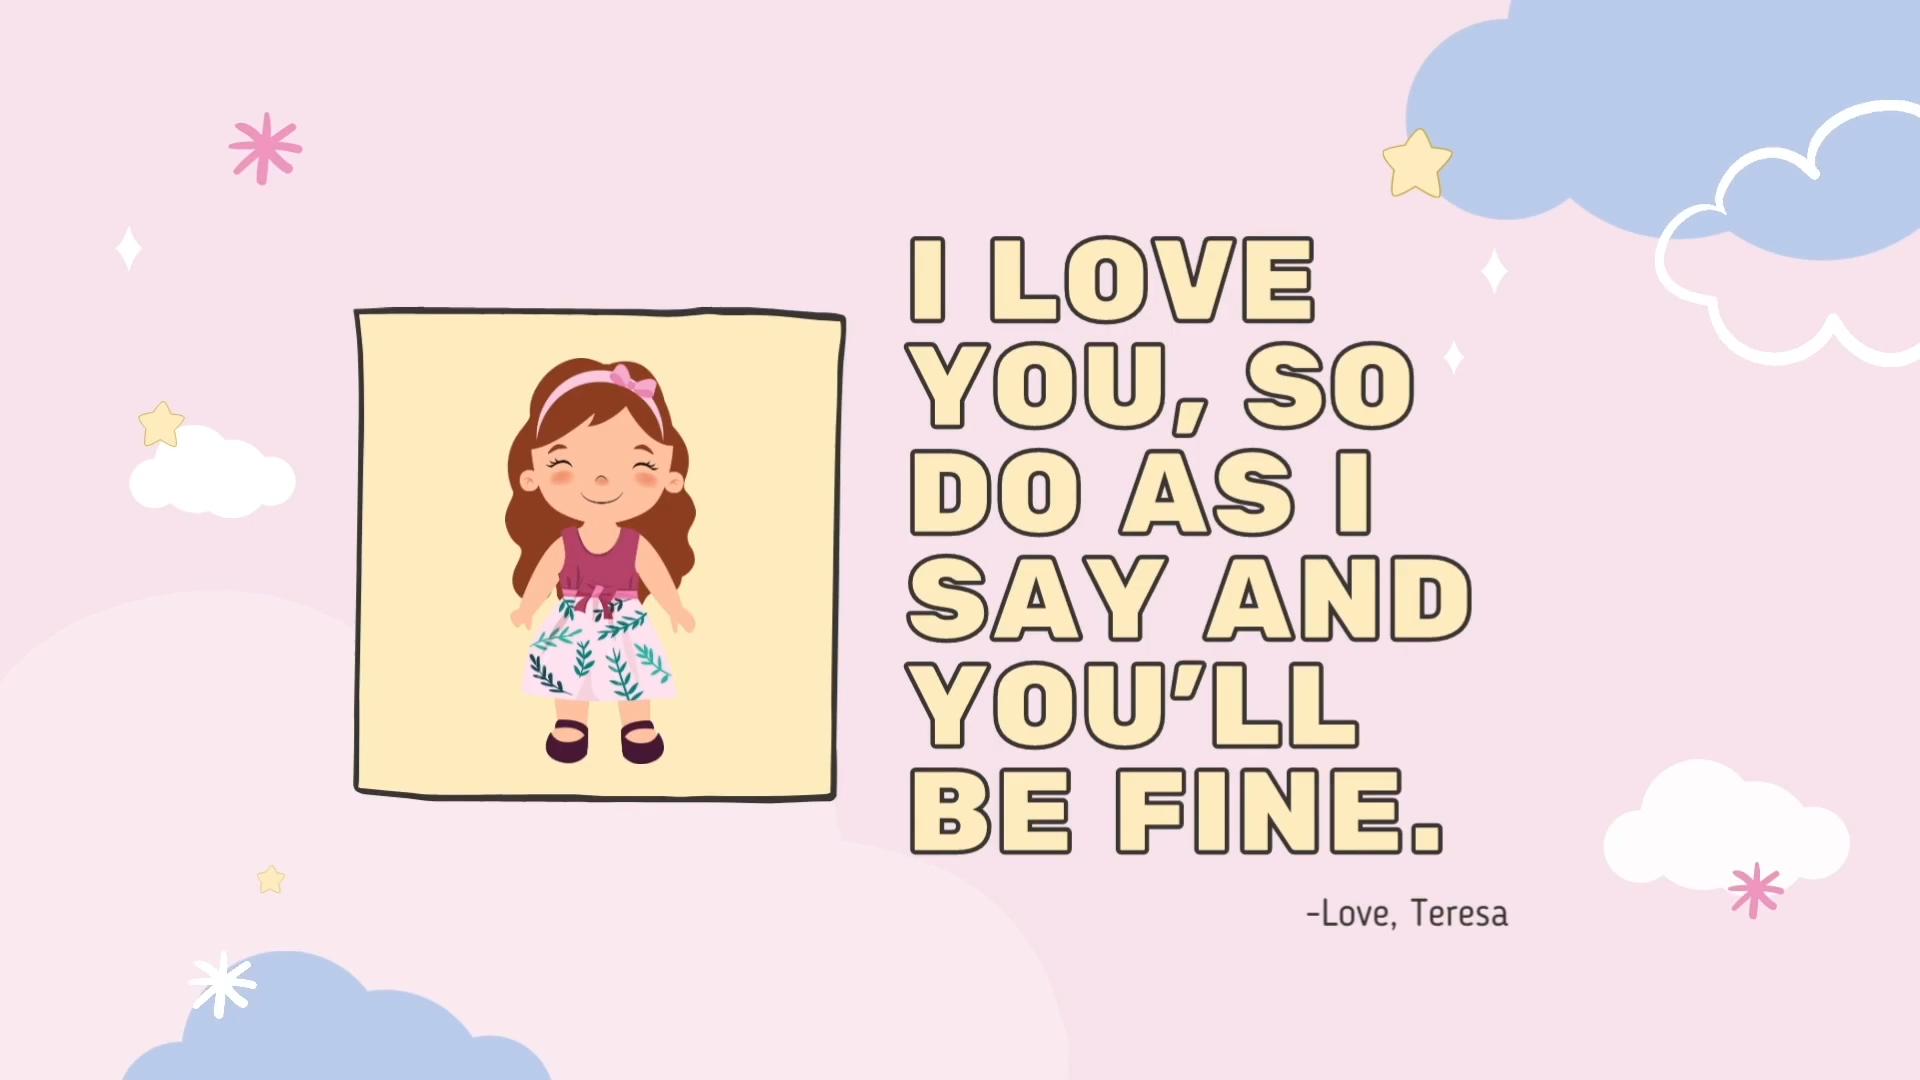 I LOVE
YOU, SO
DO AS I
SAY AND
YOU’LL
BE FINE.
-Love, Teresa